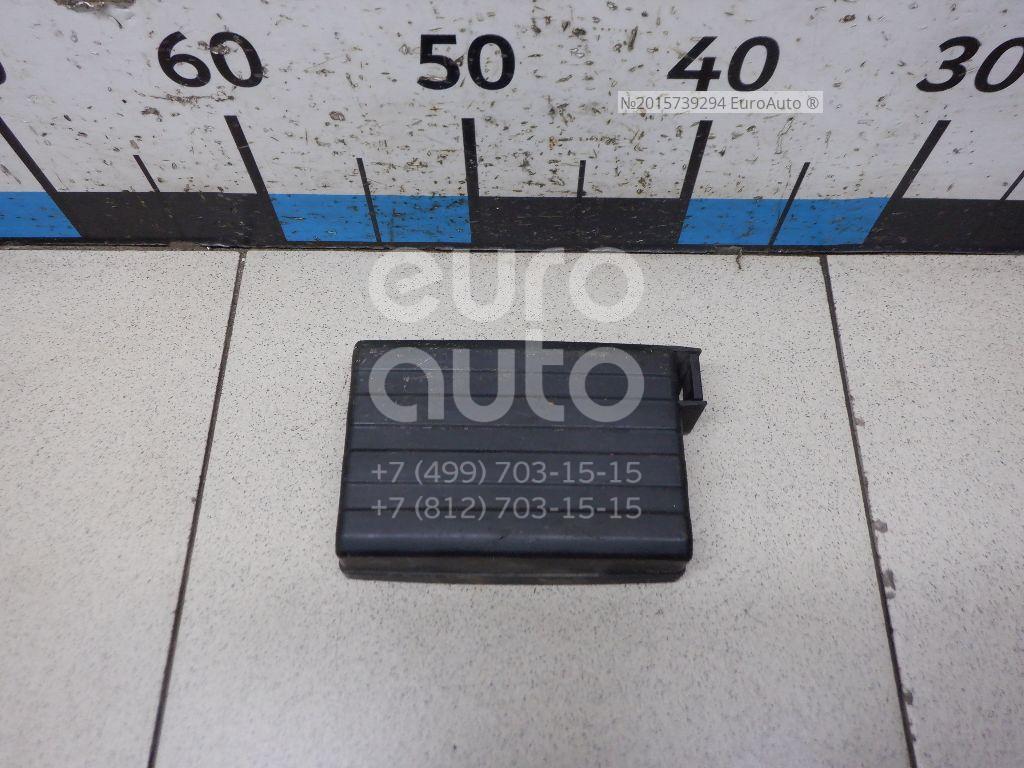 60 50 40 30
№2015739294 EuroAuto ®
euro
auto
+7 (499) 703-15-15
+7 (812) 703-15-15